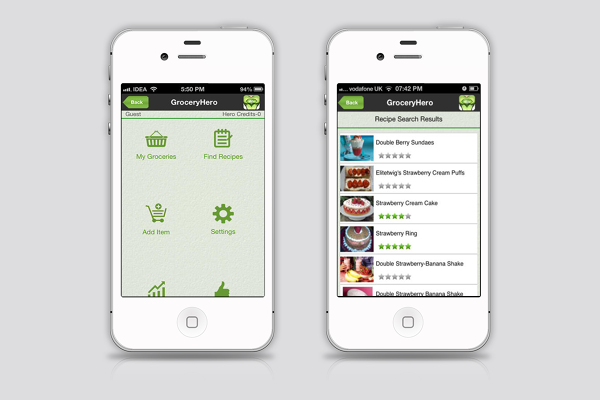 IDEA 5:50 PM 94%
Back GroceryHero
Guest Hero Credits-0
My Groceries Find Recipes
Add Item Settings
vodafone UK 07:42 PM
Back GroceryHero
Recipe Search Results
Double Berry Sundaes
Elitetwig's Strawberry Cream Puffs
Strawberry Cream Cake
Strawberry Ring
Double Strawberry-Banana Shake
Double Strawberry Banana Shake